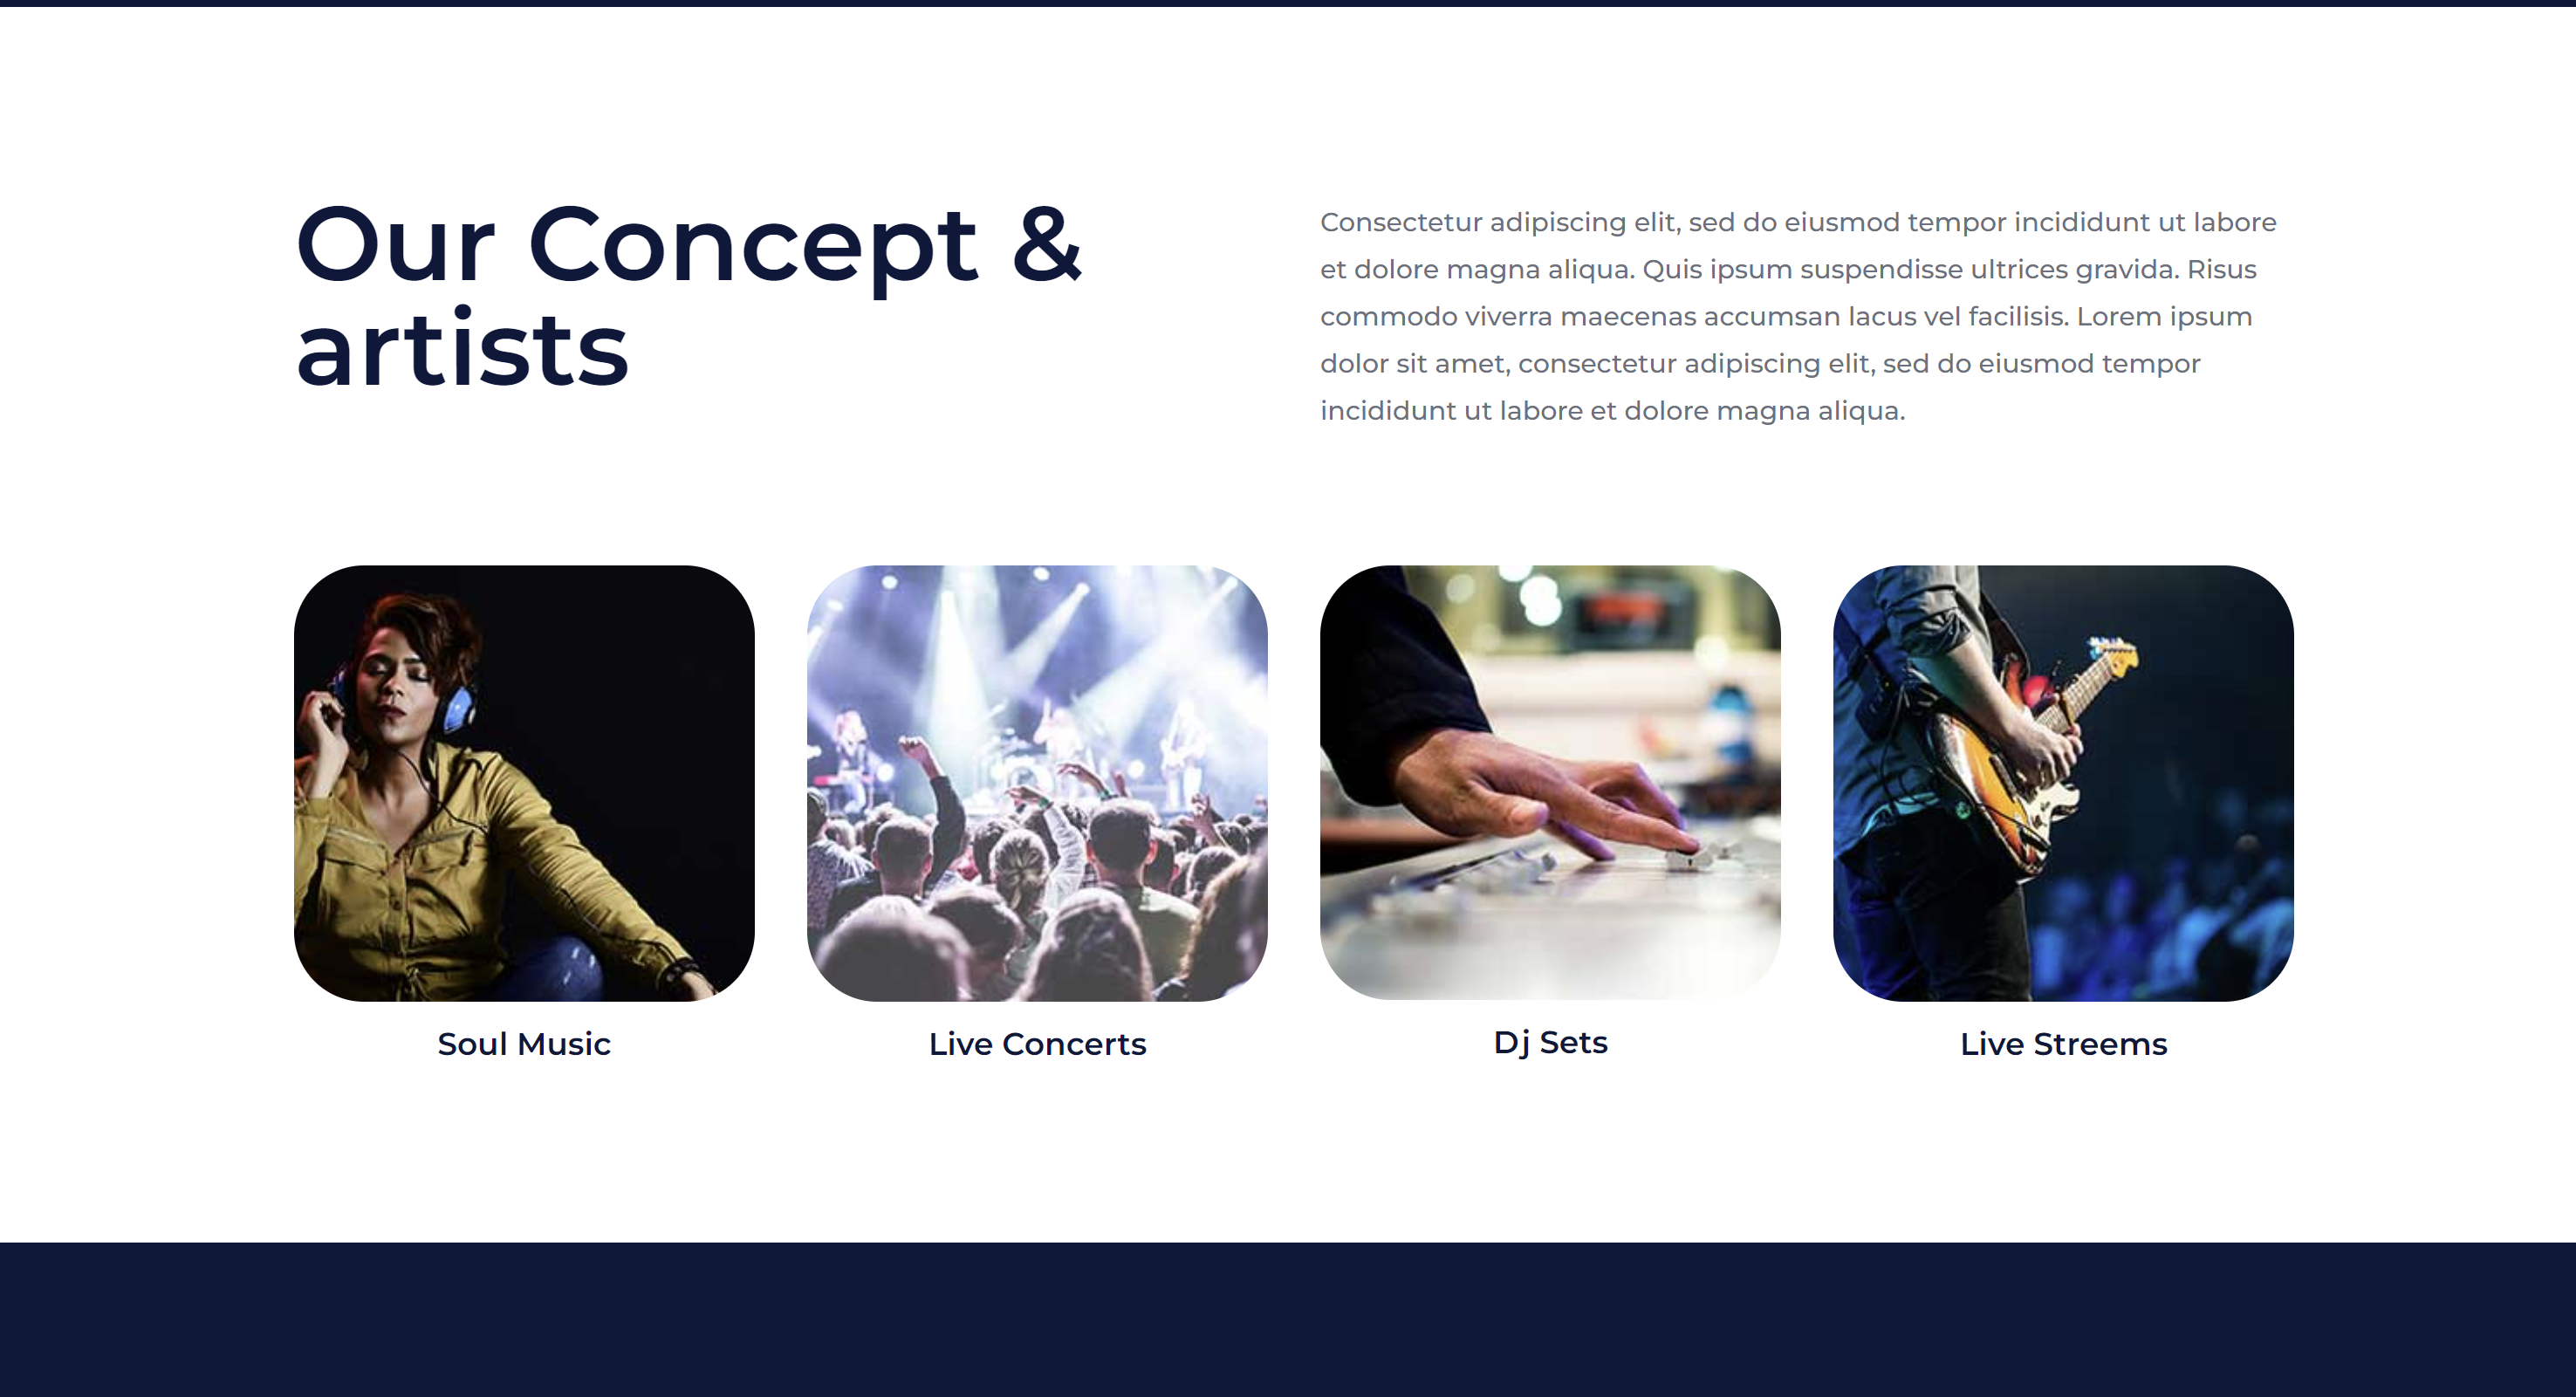 Our Concept &
artists
Consectetur adipiscing elit, sed do eiusmod tempor incididunt ut labore
et dolore magna aliqua. Quis ipsum suspendisse ultrices gravida. Risus
commodo viverra maecenas accumsan lacus vel facilisis. Lorem ipsum
dolor sit amet, consectetur adipiscing elit, sed do eiusmod tempor
incididunt ut labore et dolore magna aliqua.
Soul Music
Live Concerts
Dj Sets
Live Streems